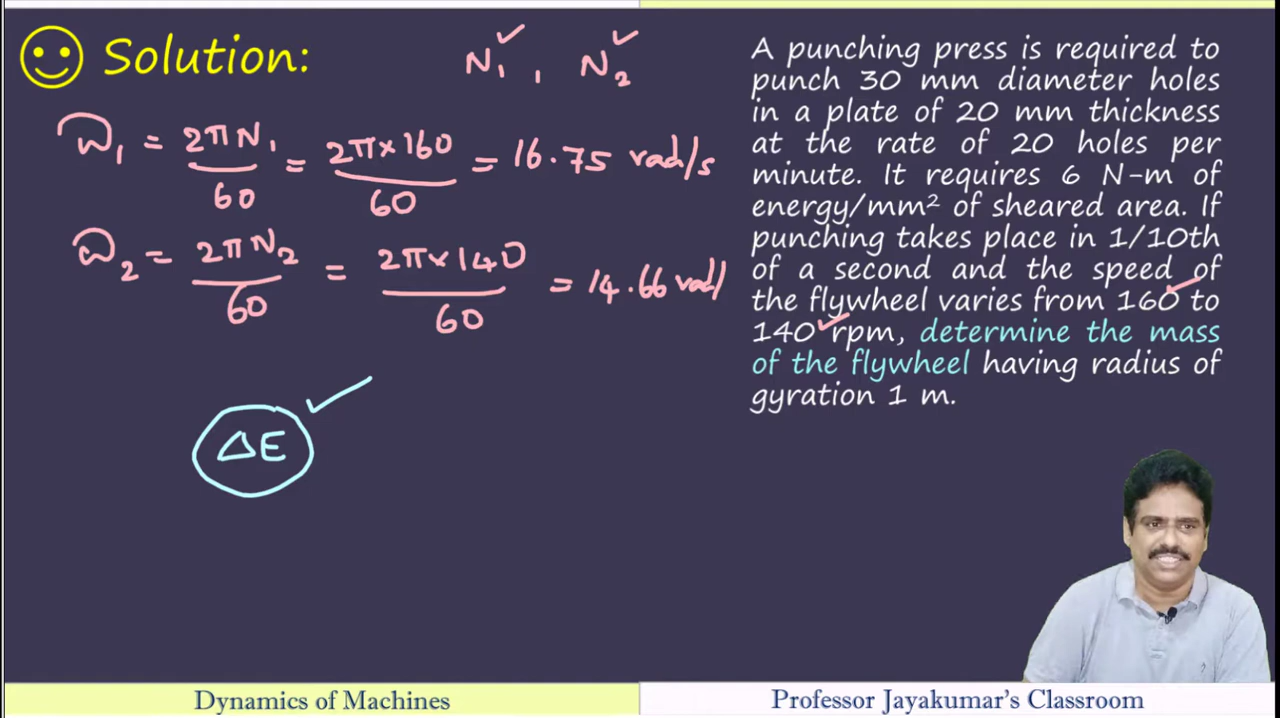 Solution:
N₁, N₂
ω₁ = 2πN₁/60 = 2π×160/60 = 16.75 rad/s
ω₂ = 2πN₂/60 = 2π×140/60 = 14.66 rad/
ΔE
A punching press is required to
punch 30 mm diameter holes
in a plate of 20 mm thickness
at the rate of 20 holes per
minute. It requires 6 N-m of
energy/mm² of sheared area. If
punching takes place in 1/10th
of a second and the speed of
the flywheel varies from 160 to
140 rpm, determine the mass
of the flywheel having radius of
gyration 1 m.
Dynamics of Machines
Professor Jayakumar's Classroom